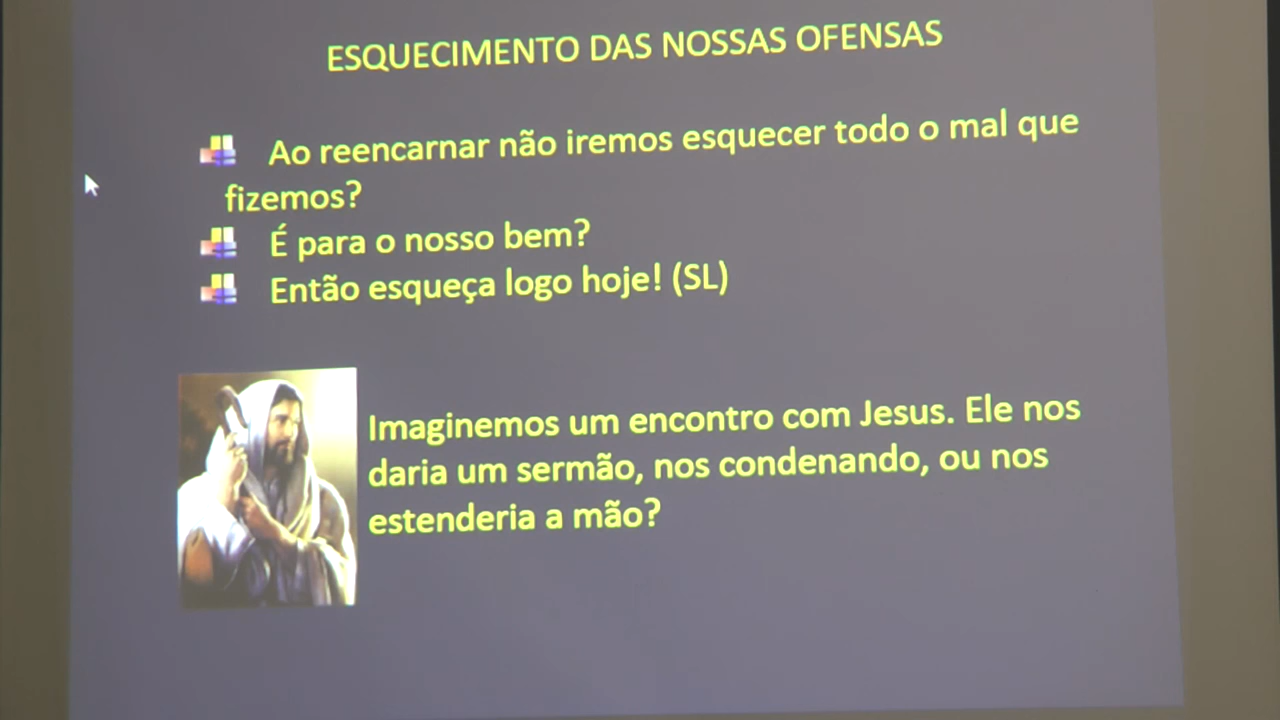 ESQUECIMENTO DAS NOSSAS OFENSAS
Ao reencarnar não iremos esquecer todo o mal que
fizemos?
É para o nosso bem?
Então esqueça logo hoje! (SL)
Imaginemos um encontro com Jesus. Ele nos
daria um sermão, nos condenando, ou nos
estenderia a mão?